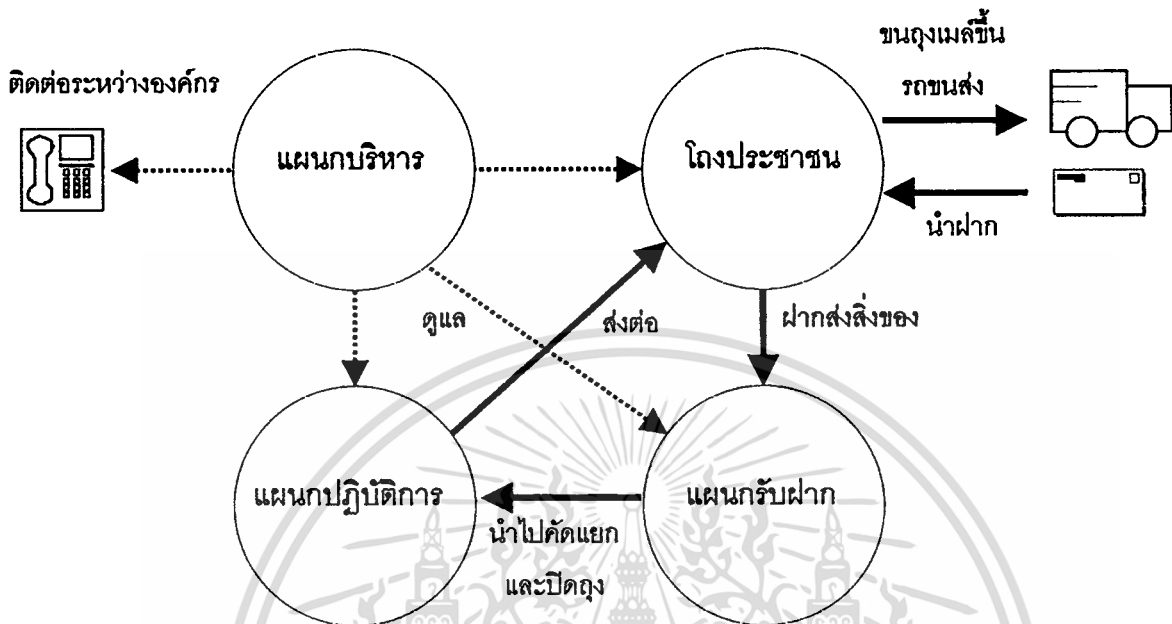 ขนถุงเมล์ขึ้น
รถขนส่ง
ติดต่อระหว่างองค์กร
แผนกบริหาร
โถงประชาชน
นำฝาก
ดูแล
ส่งต่อ
ฝากส่งสิ่งของ
แผนกปฏิบัติการ
แผนกรับฝาก
นำไปคัดแยก
และปิดถุง